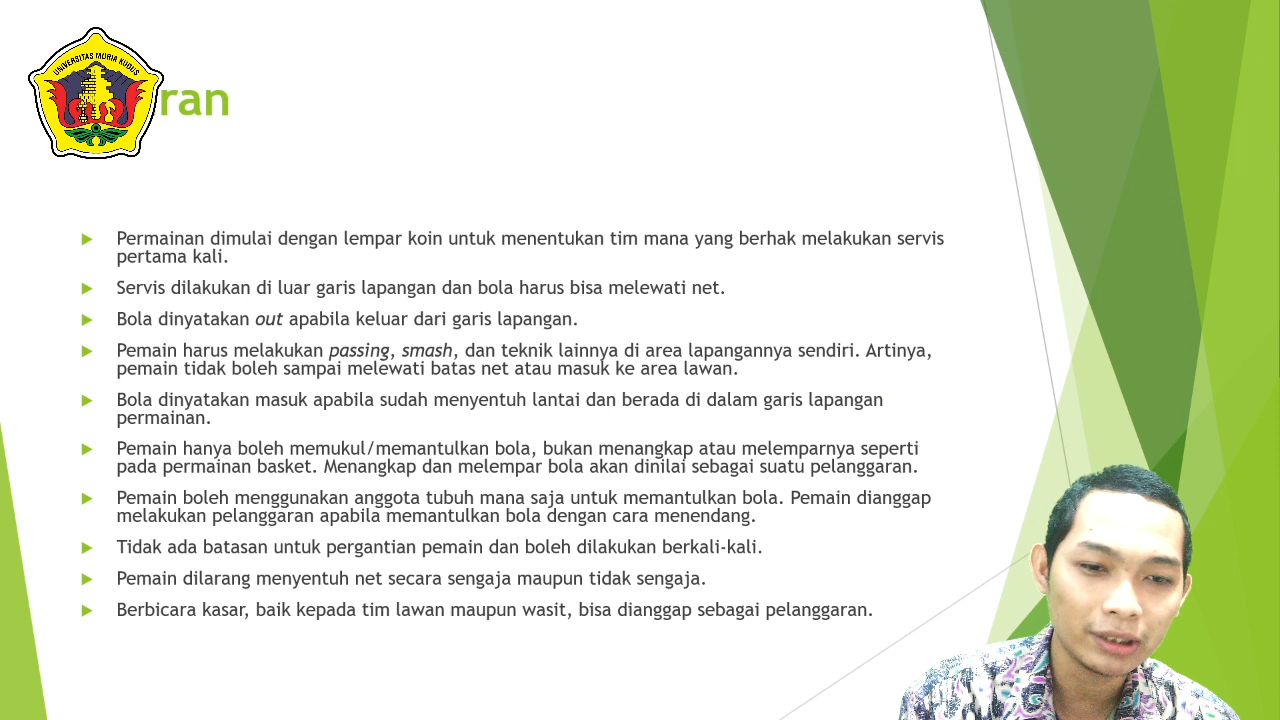 UNIVERSITAS MURIA KUDUS
ran
Permainan dimulai dengan lempar koin untuk menentukan tim mana yang berhak melakukan servis
pertama kali.
Servis dilakukan di luar garis lapangan dan bola harus bisa melewati net.
Bola dinyatakan out apabila keluar dari garis lapangan.
Pemain harus melakukan passing, smash, dan teknik lainnya di area lapangannya sendiri. Artinya,
pemain tidak boleh sampai melewati batas net atau masuk ke area lawan.
Bola dinyatakan masuk apabila sudah menyentuh lantai dan berada di dalam garis lapangan
permainan.
Pemain hanya boleh memukul/memantulkan bola, bukan menangkap atau melemparnya seperti
pada permainan basket. Menangkap dan melempar bola akan dinilai sebagai suatu pelanggaran.
Pemain boleh menggunakan anggota tubuh mana saja untuk memantulkan bola. Pemain dianggap
melakukan pelanggaran apabila memantulkan bola dengan cara menendang.
Tidak ada batasan untuk pergantian pemain dan boleh dilakukan berkali-kali.
Pemain dilarang menyentuh net secara sengaja maupun tidak sengaja.
Berbicara kasar, baik kepada tim lawan maupun wasit, bisa dianggap sebagai pelanggaran.